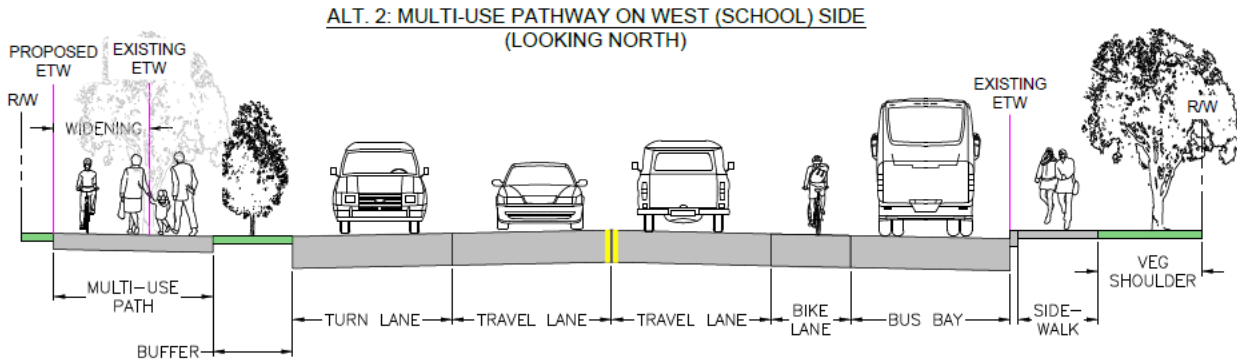 ALT. 2: MULTI-USE PATHWAY ON WEST (SCHOOL) SIDE
(LOOKING NORTH)
PROPOSED
ETW
EXISTING
ETW
R/W
WIDENING
EXISTING
ETW
R/W
MULTI-USE
PATH
BUFFER
TURN LANE
TRAVEL LANE
TRAVEL LANE
BIKE
LANE
BUS BAY
SIDE-
WALK
VEG
SHOULDER